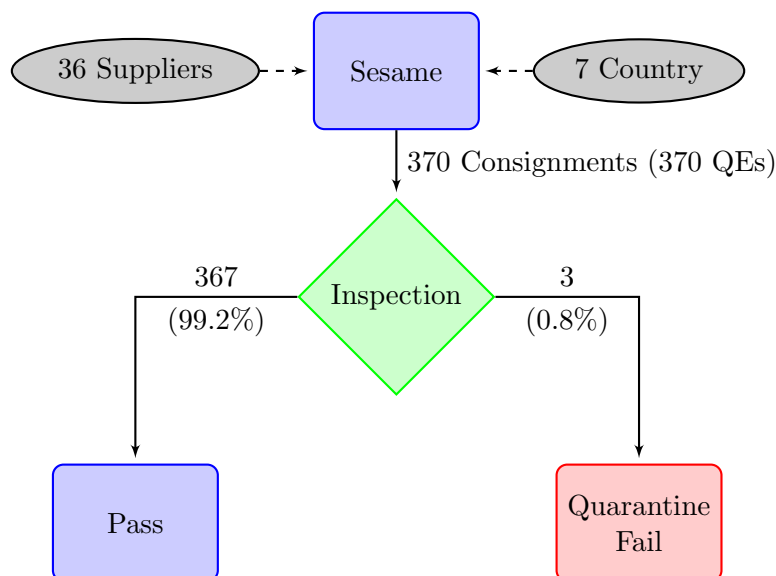 36 Suppliers
Sesame
7 Country
370 Consignments (370 QEs)
367
(99.2%)
Inspection
3
(0.8%)
Pass
Quarantine
Fail